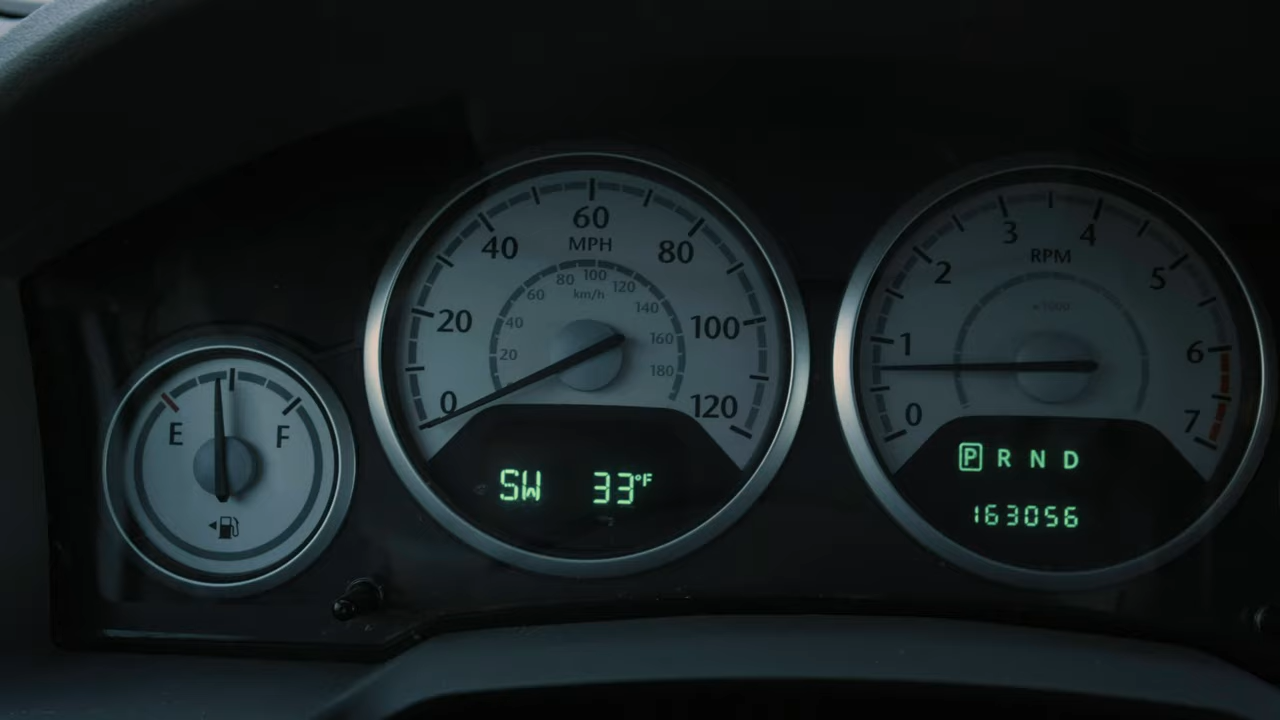 E F
0 20 40 60 80 100 120
MPH
20 40 60 80 100 120 140 160 180
km/h
SW 33°F
0 1 2 3 4 5 6 7
RPM
×1000
P R N D
163056